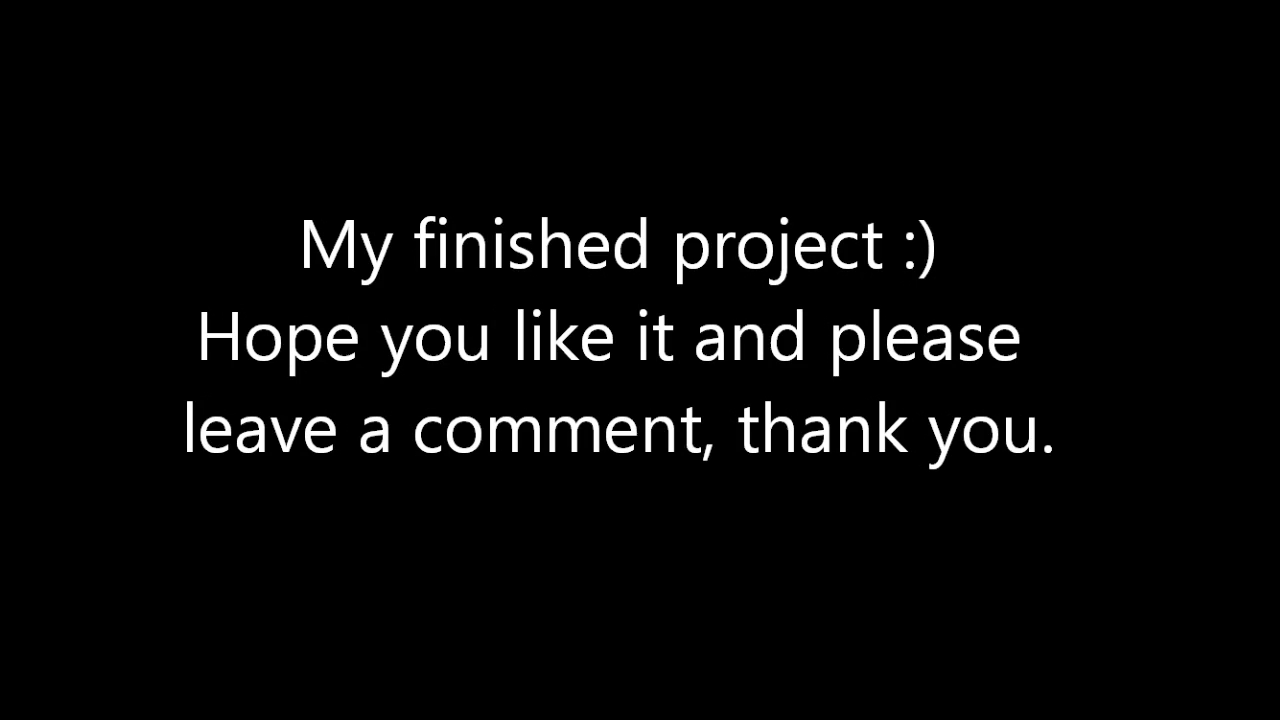 My finished project :)
Hope you like it and please
leave a comment, thank you.